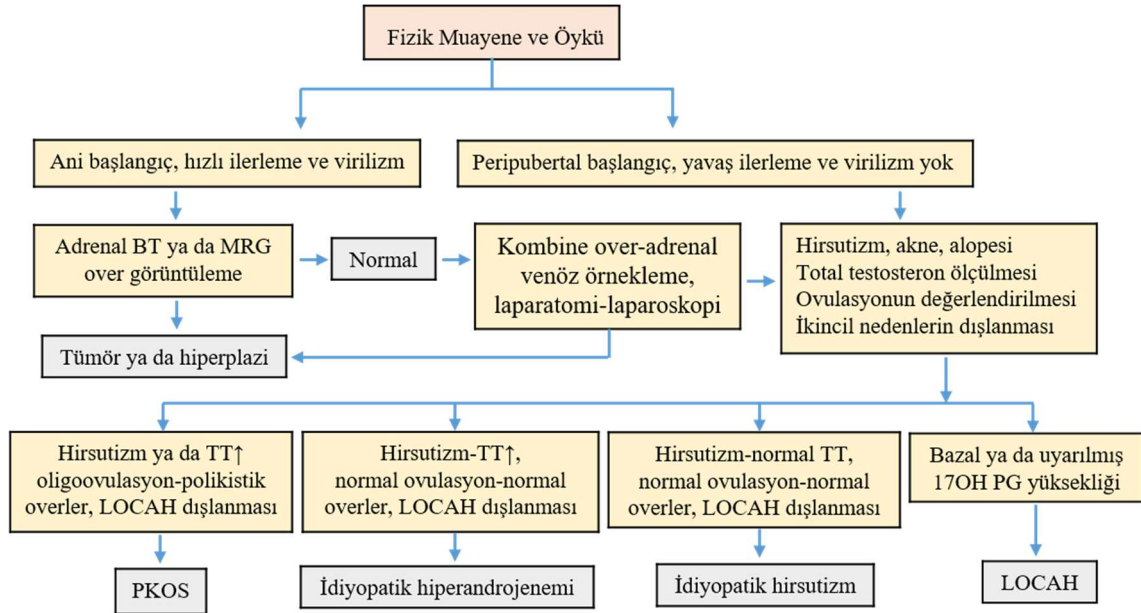 Fizik Muayene ve Öykü
Ani başlangıç, hızlı ilerleme ve virilizm
Peripubertal başlangıç, yavaş ilerleme ve virilizm yok
Adrenal BT ya da MRG
over görüntüleme
Normal
Kombine over-adrenal
venöz örnekleme,
laparatomi-laparoskopi
Hirsutizm, akne, alopesi
Total testosteron ölçülmesi
Ovulasyonun değerlendirilmesi
İkincil nedenlerin dışlanması
Tümör ya da hiperplazi
Hirsutizm ya da TT↑
oligoovulasyon-polikistik
overler, LOCAH dışlanması
Hirsutizm-TT↑,
normal ovulasyon-normal
overler, LOCAH dışlanması
Hirsutizm-normal TT,
normal ovulasyon-normal
overler, LOCAH dışlanması
Bazal ya da uyarılmış
17OH PG yüksekliği
PKOS
İdiyopatik hiperandrojenemi
İdiyopatik hirsutizm
LOCAH